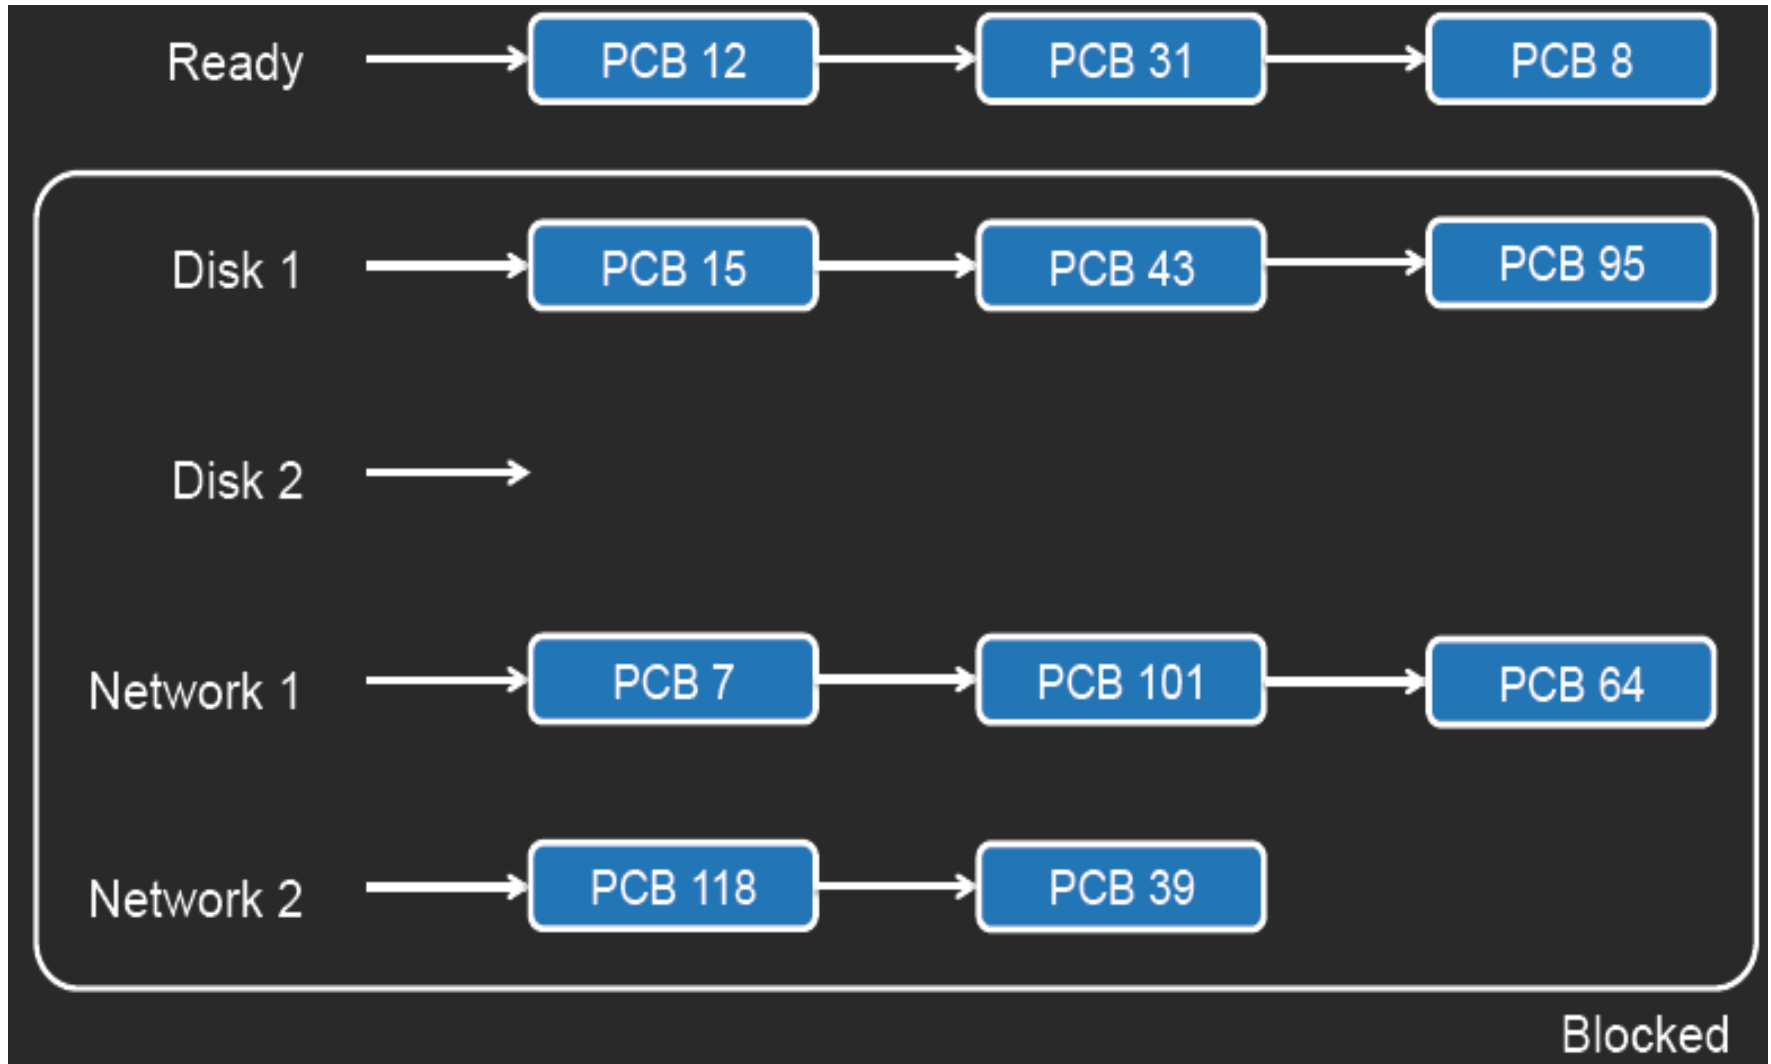 Ready PCB 12 PCB 31 PCB 8
Disk 1 PCB 15 PCB 43 PCB 95
Disk 2
Network 1 PCB 7 PCB 101 PCB 64
Network 2 PCB 118 PCB 39
Blocked